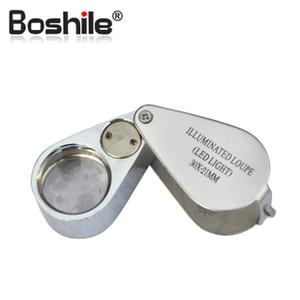 Boshile®
ILLUMINATED LOUPE
(LED LIGHT)
30X-21MM